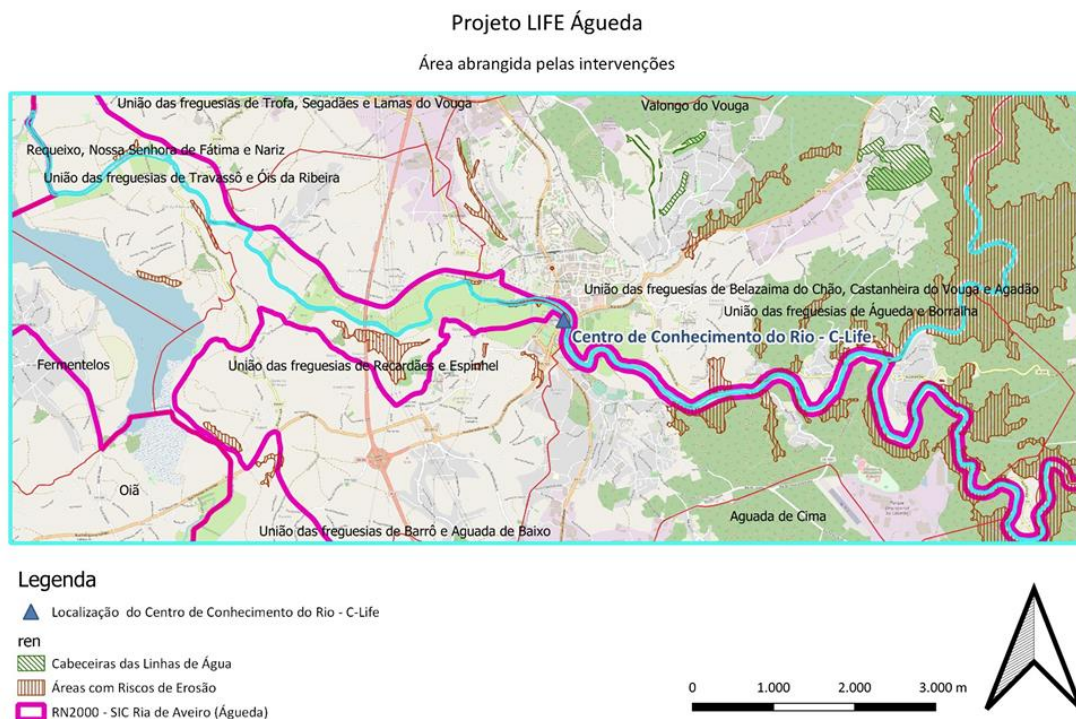 Projeto LIFE Águeda
Área abrangida pelas intervenções
União das freguesias de Trofa, Segadães e Lamas do Vouga
Valongo do Vouga
Requeixo, Nossa Senhora de Fátima e Nariz
União das freguesias de Travassô e Óis da Ribeira
União das freguesias de Belazaima do Chão, Castanheira do Vouga e Agadão
União das freguesias de Águeda e Borralha
Centro de Conhecimento do Rio - C-Life
Fermentelos
União das freguesias de Recardães e Espinhel
Oiã
Aguada de Cima
União das freguesias de Barrô e Aguada de Baixo
Legenda
Localização do Centro de Conhecimento do Rio - C-Life
ren
Cabeceiras das Linhas de Água
Áreas com Riscos de Erosão
RN2000 - SIC Ria de Aveiro (Águeda)
0 1.000 2.000 3.000 m